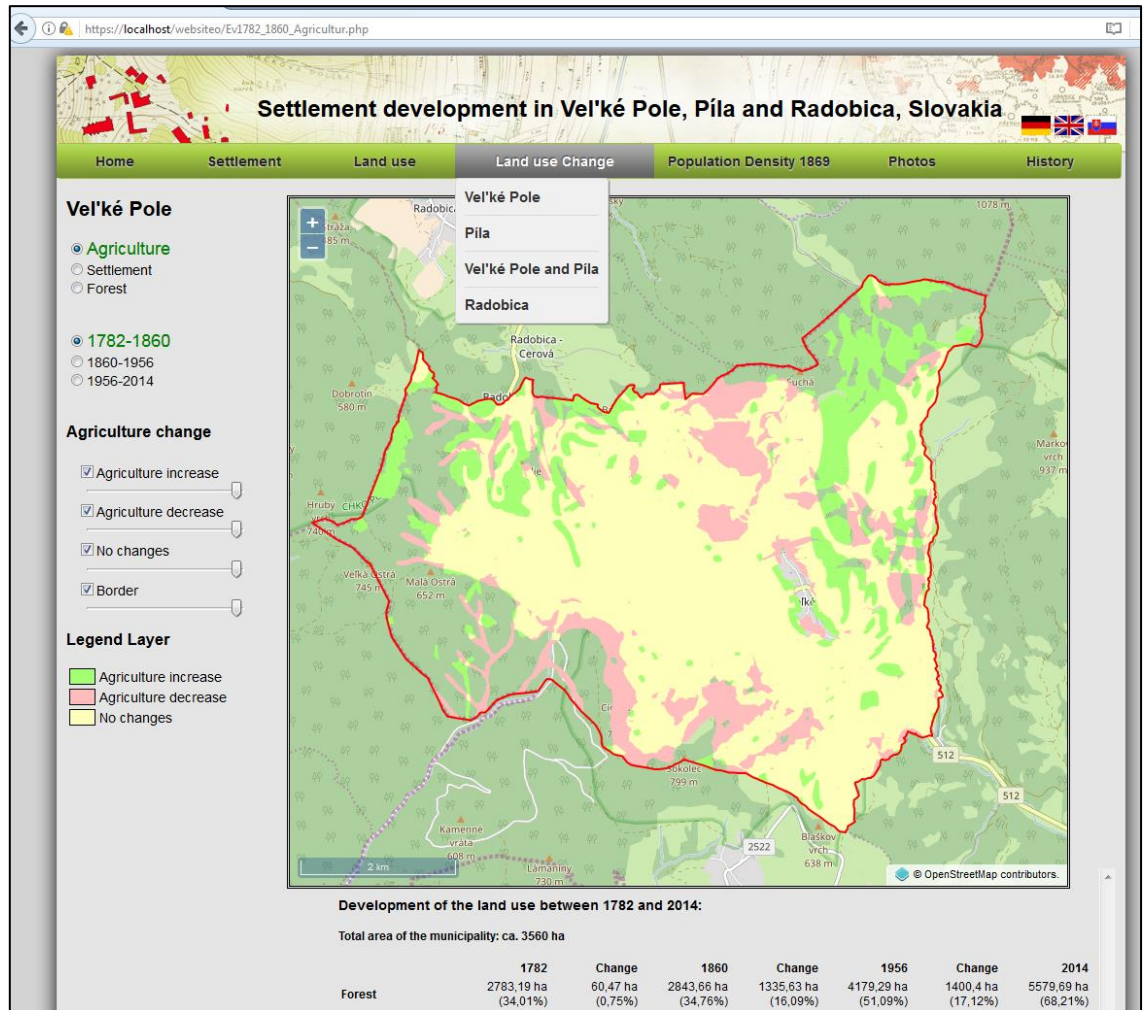 https://localhost/websiteo/Ev1782_1860_Agricultur.php
Settlement development in Vel'ké Pole, Píla and Radobica, Slovakia
Home Settlement Land use Land use Change Population Density 1869 Photos History
Vel'ké Pole
Píla
Vel'ké Pole and Píla
Radobica
Vel'ké Pole
Agriculture
Settlement
Forest
1782-1860
1860-1956
1956-2014
Agriculture change
Agriculture increase
Agriculture decrease
No changes
Border
Legend Layer
Agriculture increase
Agriculture decrease
No changes
+
−
1078 m
Radobica -
Cerová
Dobrotín
580 m
Suchá
vrch
937 m
Hrubý
vrch
740 m
Veľká Ostrá
745 m
Malá Ostrá
652 m
Sokolec
799 m
512
512
2522
Blaškov
vrch
638 m
Kamenné
vráta
608 m
Lámaniny
730 m
2 km
© OpenStreetMap contributors.
Development of the land use between 1782 and 2014:
Total area of the municipality: ca. 3560 ha
1782 Change 1860 Change 1956 Change 2014
Forest 2783,19 ha 60,47 ha 2843,66 ha 1335,63 ha 4179,29 ha 1400,4 ha 5579,69 ha
(34,01%) (0,75%) (34,76%) (16,09%) (51,09%) (17,12%) (68,21%)